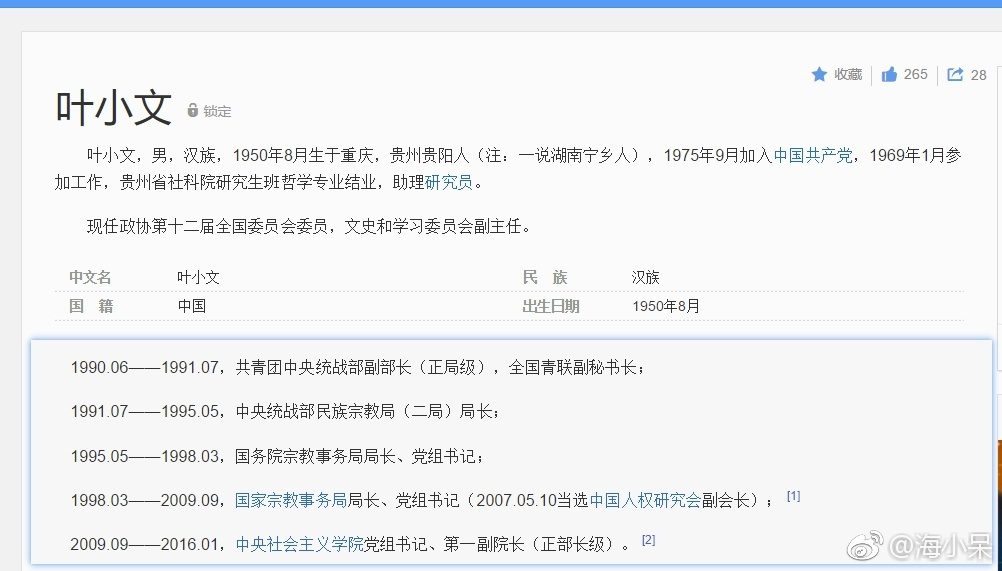 收藏 265 28
叶小文 锁定
叶小文，男，汉族，1950年8月生于重庆，贵州贵阳人（注：一说湖南宁乡人），1975年9月加入中国共产党，1969年1月参
加工作，贵州省社科院研究生班哲学专业结业，助理研究员。
现任政协第十二届全国委员会委员，文史和学习委员会副主任。
中文名 叶小文 民 族 汉族
国 籍 中国 出生日期 1950年8月
1990.06——1991.07，共青团中央统战部副部长（正局级），全国青联副秘书长；
1991.07——1995.05，中央统战部民族宗教局（二局）局长；
1995.05——1998.03，国务院宗教事务局局长、党组书记；
1998.03——2009.09，国家宗教事务局局长、党组书记（2007.05.10当选中国人权研究会副会长）； [1]
2009.09——2016.01，中央社会主义学院党组书记、第一副院长（正部长级）。 [2]
@海小呆